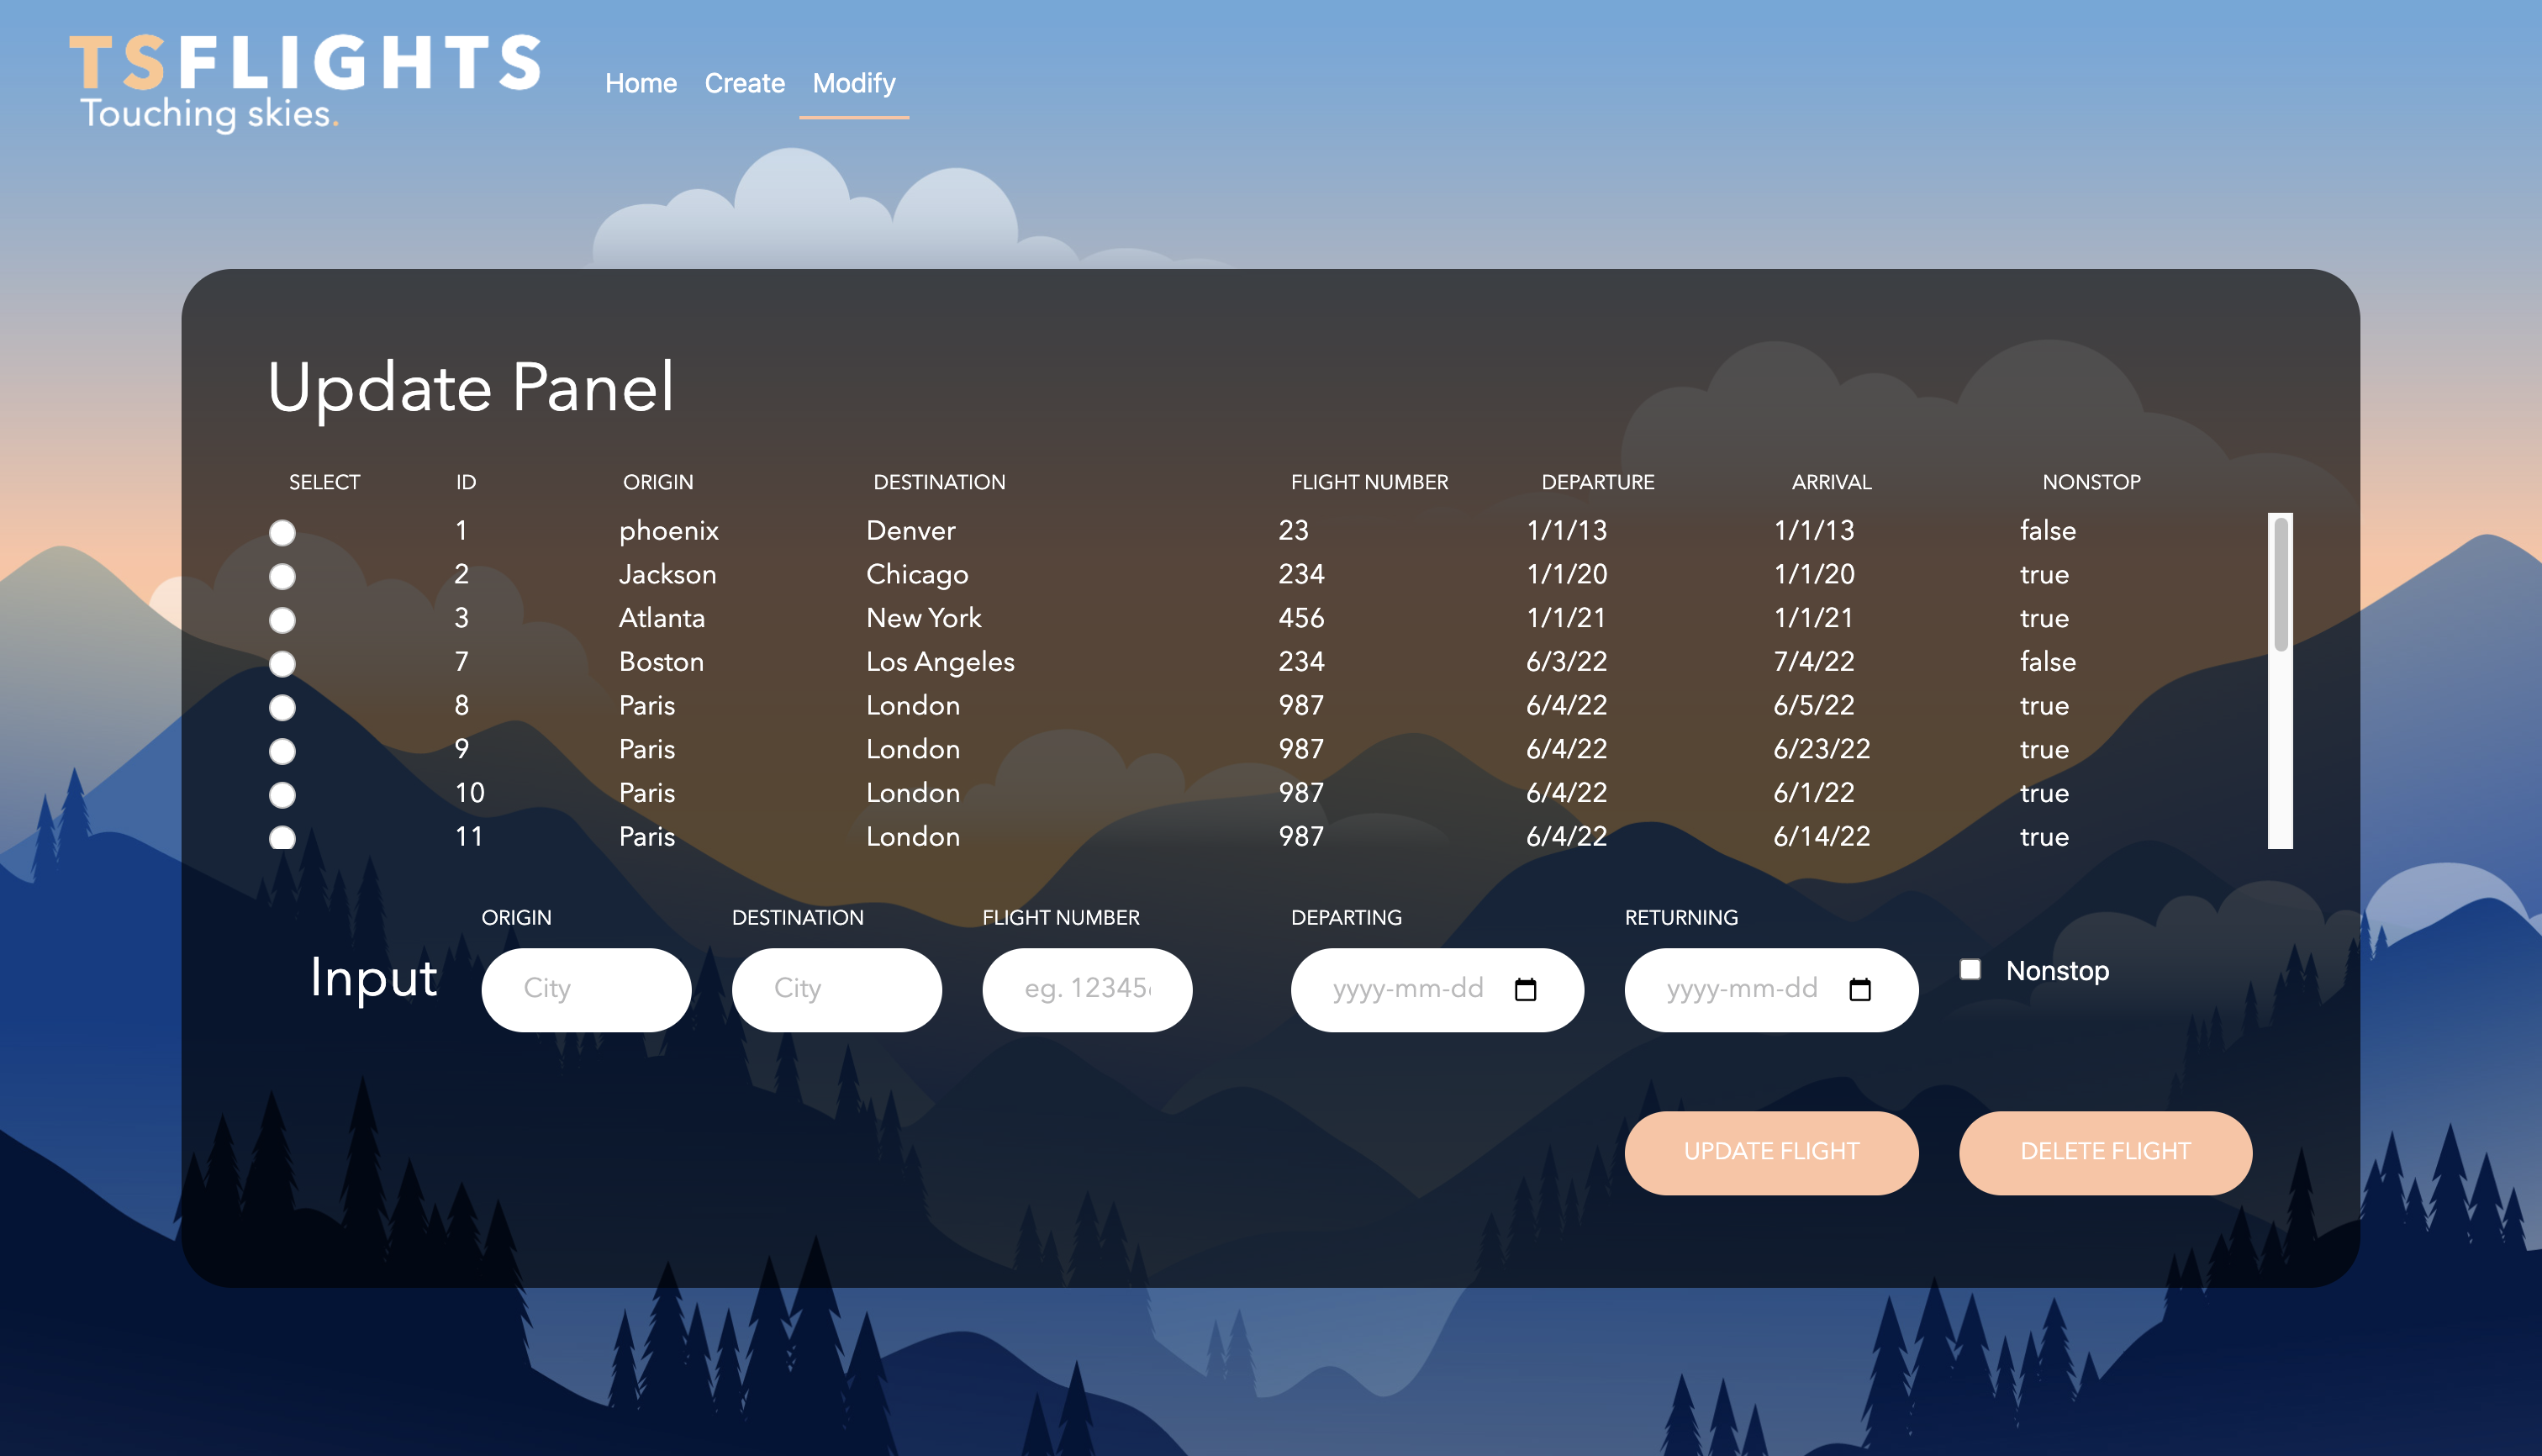 TSFLIGHTS
Touching skies.
Home Create Modify
Update Panel
SELECT ID ORIGIN DESTINATION FLIGHT NUMBER DEPARTURE ARRIVAL NONSTOP
1 phoenix Denver 23 1/1/13 1/1/13 false
2 Jackson Chicago 234 1/1/20 1/1/20 true
3 Atlanta New York 456 1/1/21 1/1/21 true
7 Boston Los Angeles 234 6/3/22 7/4/22 false
8 Paris London 987 6/4/22 6/5/22 true
9 Paris London 987 6/4/22 6/23/22 true
10 Paris London 987 6/4/22 6/1/22 true
11 Paris London 987 6/4/22 6/14/22 true
ORIGIN DESTINATION FLIGHT NUMBER DEPARTING RETURNING
Input City City eg. 12345 yyyy-mm-dd yyyy-mm-dd Nonstop
UPDATE FLIGHT DELETE FLIGHT